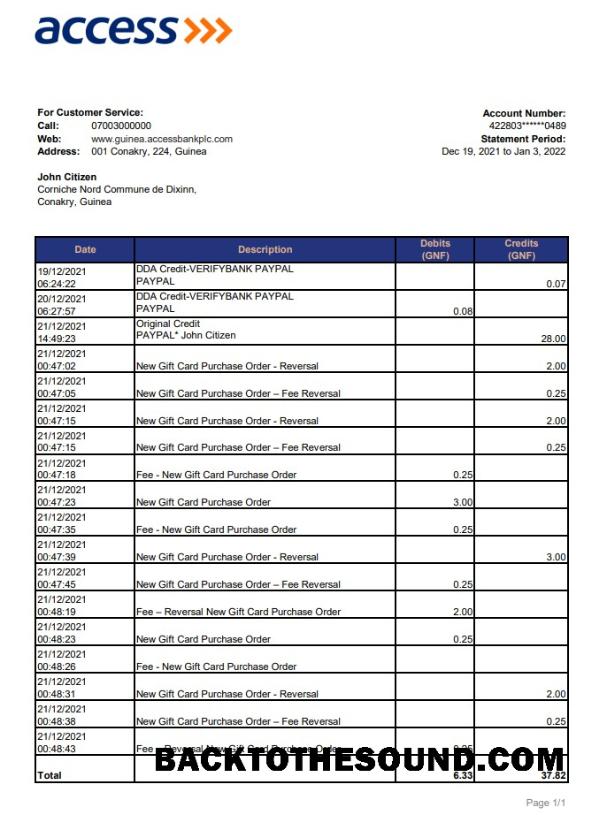 access
For Customer Service:
Call: 07003000000
Web: www.guinea.accessbankplc.com
Address: 001 Conakry, 224, Guinea
Account Number:
422803******0489
Statement Period:
Dec 19, 2021 to Jan 3, 2022
John Citizen
Corniche Nord Commune de Dixinn,
Conakry, Guinea
Date Description Debits (GNF) Credits (GNF)
19/12/2021 DDA Credit-VERIFYBANK PAYPAL
06:24:22 PAYPAL 0.07
20/12/2021 DDA Credit-VERIFYBANK PAYPAL
06:27:57 PAYPAL 0.08
21/12/2021 Original Credit
14:49:23 PAYPAL* John Citizen 28.00
21/12/2021
00:47:02 New Gift Card Purchase Order - Reversal 2.00
21/12/2021
00:47:05 New Gift Card Purchase Order – Fee Reversal 0.25
21/12/2021
00:47:15 New Gift Card Purchase Order - Reversal 2.00
21/12/2021
00:47:15 New Gift Card Purchase Order – Fee Reversal 0.25
21/12/2021
00:47:18 Fee - New Gift Card Purchase Order 0.25
21/12/2021
00:47:23 New Gift Card Purchase Order 3.00
21/12/2021
00:47:35 Fee - New Gift Card Purchase Order 0.25
21/12/2021
00:47:39 New Gift Card Purchase Order - Reversal 3.00
21/12/2021
00:47:45 New Gift Card Purchase Order – Fee Reversal 0.25
21/12/2021
00:48:19 Fee – Reversal New Gift Card Purchase Order 2.00
21/12/2021
00:48:23 New Gift Card Purchase Order 0.25
21/12/2021
00:48:26 Fee - New Gift Card Purchase Order
21/12/2021
00:48:31 New Gift Card Purchase Order - Reversal 2.00
21/12/2021
00:48:38 New Gift Card Purchase Order – Fee Reversal 0.25
21/12/2021
00:48:43 Fee – Reversal New Gift Card Purchase Order 0.25
BACKTOTHESOUND.COM
Total 6.33 37.82
Page 1/1